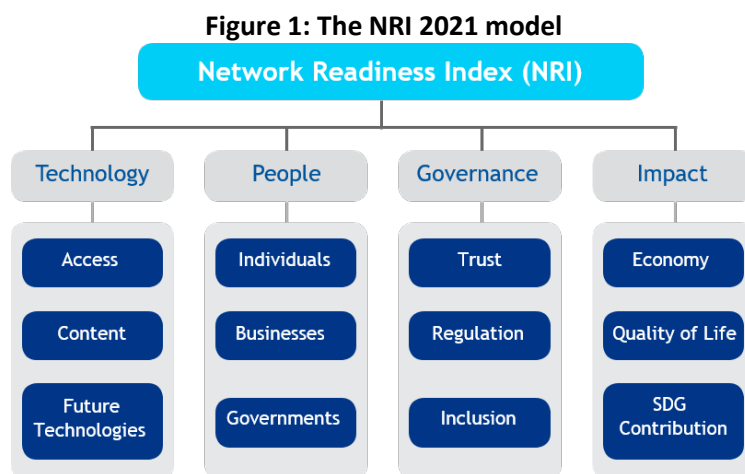 Figure 1: The NRI 2021 model
Network Readiness Index (NRI)
Technology
People
Governance
Impact
Access
Individuals
Trust
Economy
Content
Businesses
Regulation
Quality of Life
Future
Technologies
Governments
Inclusion
SDG
Contribution